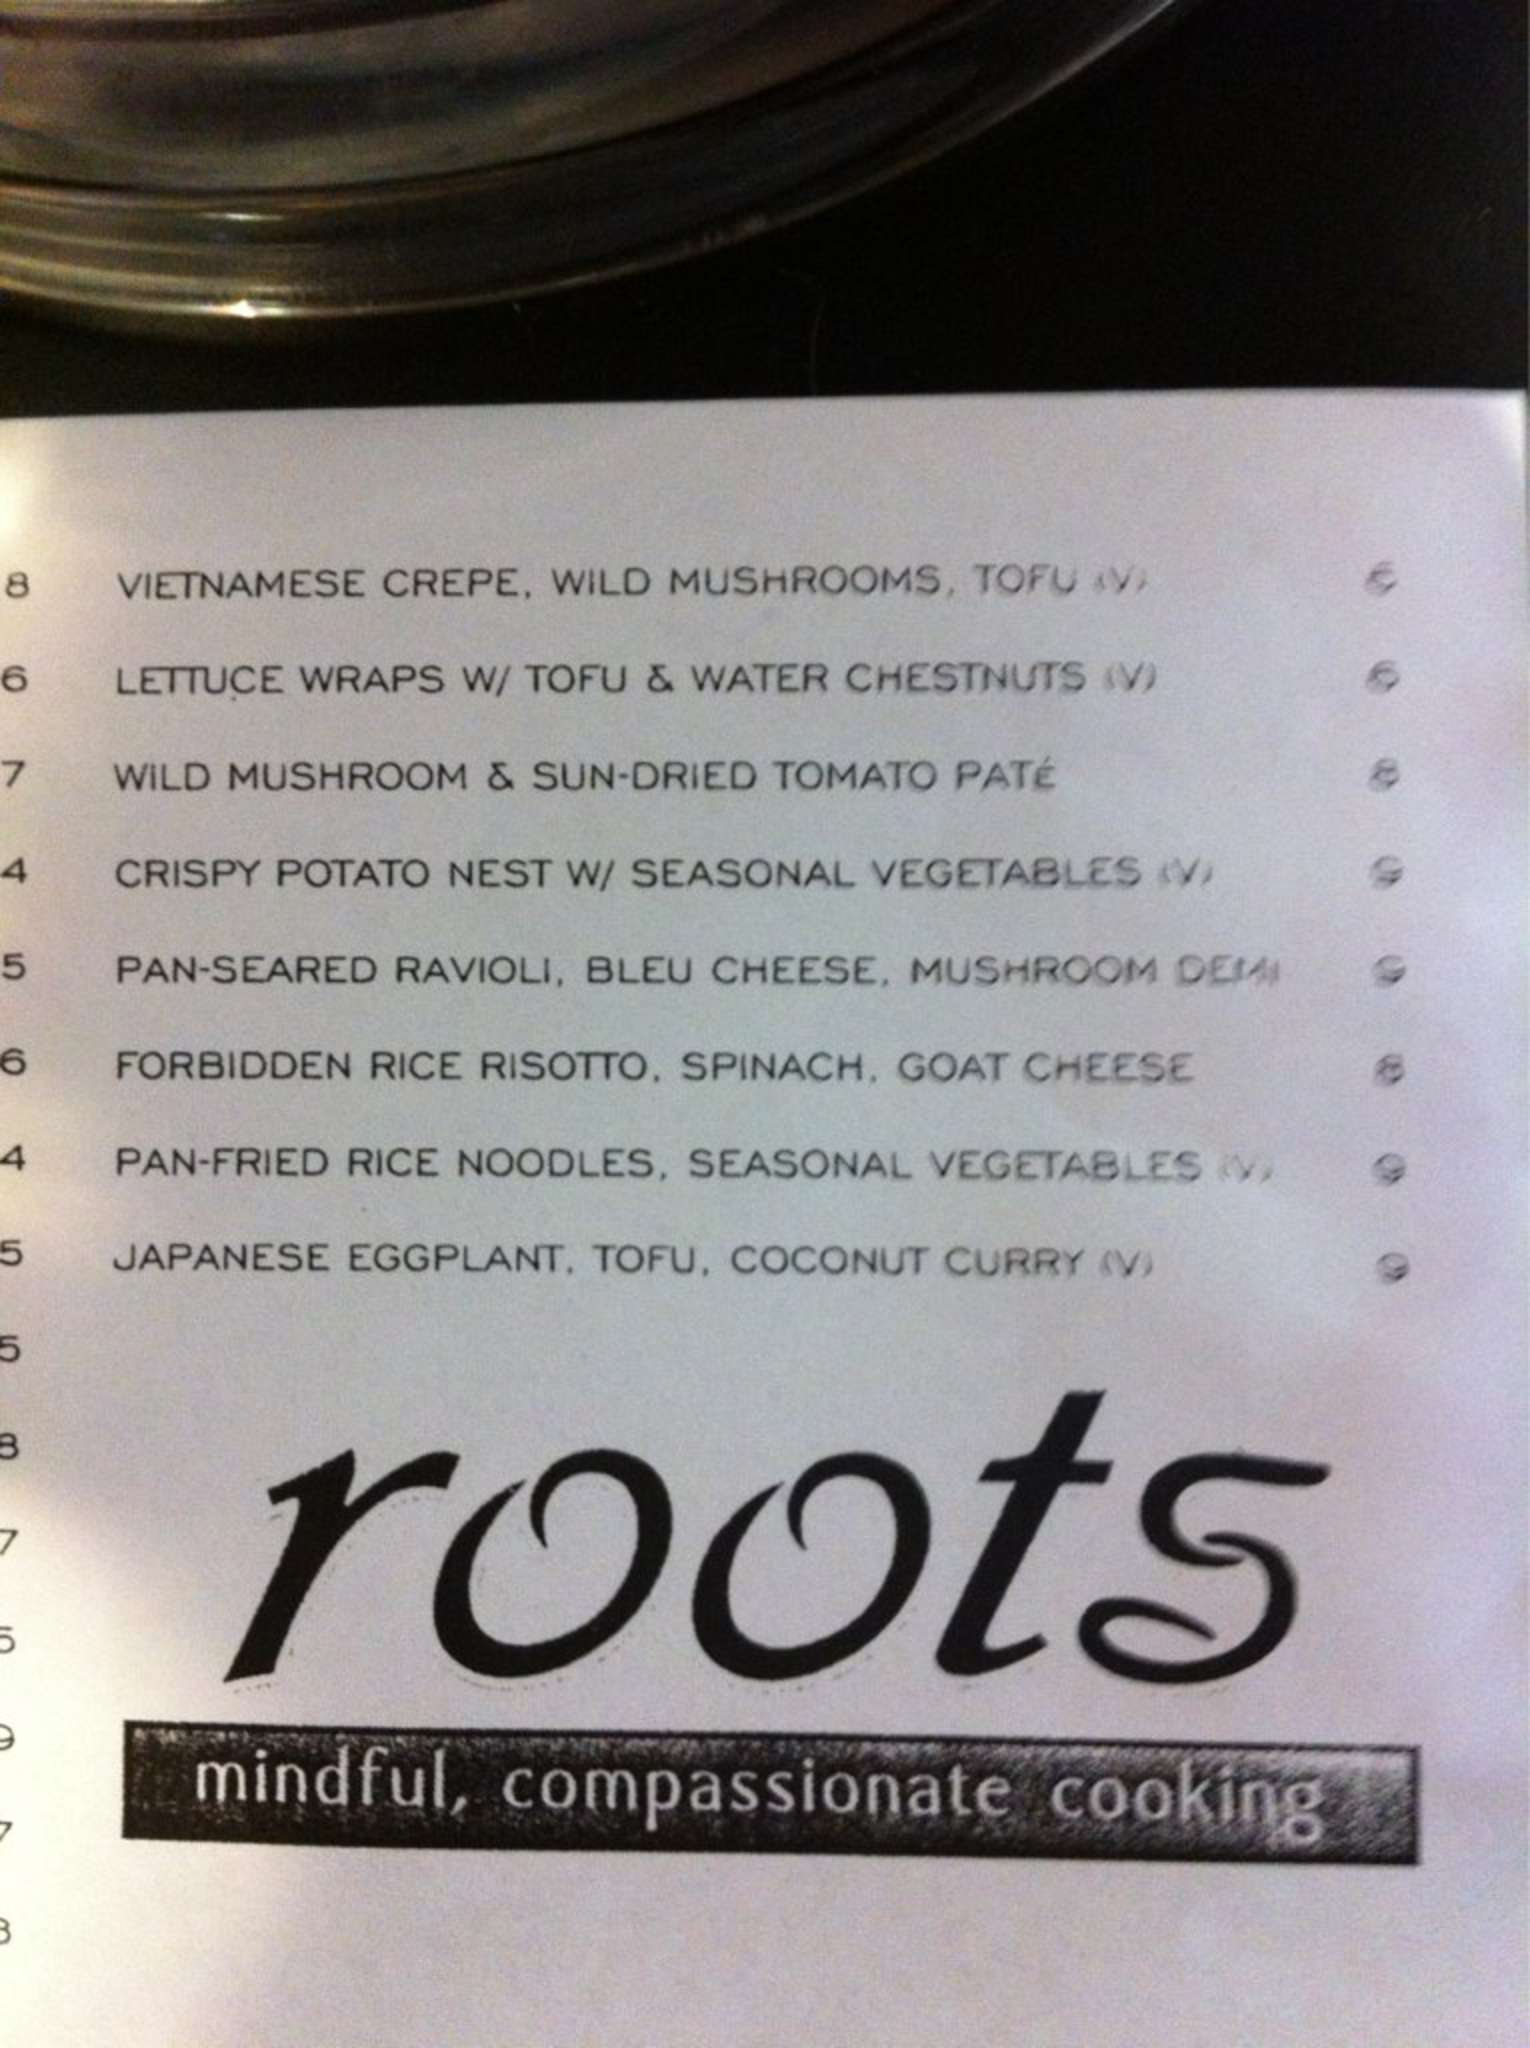 8 VIETNAMESE CREPE, WILD MUSHROOMS, TOFU (V) 6
6 LETTUCE WRAPS W/ TOFU & WATER CHESTNUTS (V) 6
7 WILD MUSHROOM & SUN-DRIED TOMATO PATé 8
4 CRISPY POTATO NEST W/ SEASONAL VEGETABLES (V) 9
5 PAN-SEARED RAVIOLI, BLEU CHEESE, MUSHROOM DEMI 9
6 FORBIDDEN RICE RISOTTO, SPINACH, GOAT CHEESE 8
4 PAN-FRIED RICE NOODLES, SEASONAL VEGETABLES (V) 9
5 JAPANESE EGGPLANT, TOFU, COCONUT CURRY (V) 9
5
8
7
9
7
roots
mindful, compassionate cooking